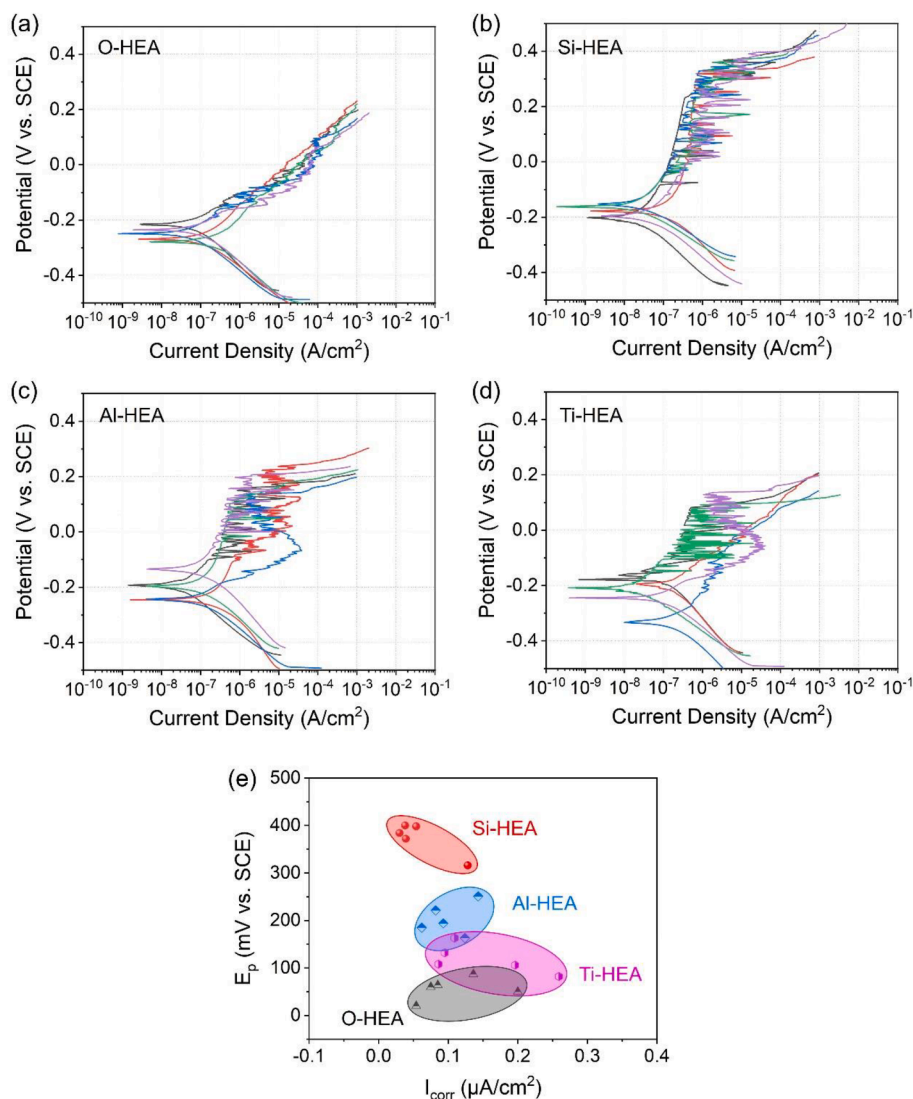 (a)
O-HEA
0.4
0.2
0.0
-0.2
-0.4
Potential (V vs. SCE)
10⁻¹⁰ 10⁻⁹ 10⁻⁸ 10⁻⁷ 10⁻⁶ 10⁻⁵ 10⁻⁴ 10⁻³ 10⁻² 10⁻¹
Current Density (A/cm²)
(b)
Si-HEA
0.4
0.2
0.0
-0.2
-0.4
Potential (V vs. SCE)
10⁻¹⁰ 10⁻⁹ 10⁻⁸ 10⁻⁷ 10⁻⁶ 10⁻⁵ 10⁻⁴ 10⁻³ 10⁻² 10⁻¹
Current Density (A/cm²)
(c)
Al-HEA
0.4
0.2
0.0
-0.2
-0.4
Potential (V vs. SCE)
10⁻¹⁰ 10⁻⁹ 10⁻⁸ 10⁻⁷ 10⁻⁶ 10⁻⁵ 10⁻⁴ 10⁻³ 10⁻² 10⁻¹
Current Density (A/cm²)
(d)
Ti-HEA
0.4
0.2
0.0
-0.2
-0.4
Potential (V vs. SCE)
10⁻¹⁰ 10⁻⁹ 10⁻⁸ 10⁻⁷ 10⁻⁶ 10⁻⁵ 10⁻⁴ 10⁻³ 10⁻² 10⁻¹
Current Density (A/cm²)
(e)
500
400
300
200
100
0
Eₚ (mV vs. SCE)
Si-HEA
Al-HEA
Ti-HEA
O-HEA
-0.1 0.0 0.1 0.2 0.3 0.4
I_corr (μA/cm²)